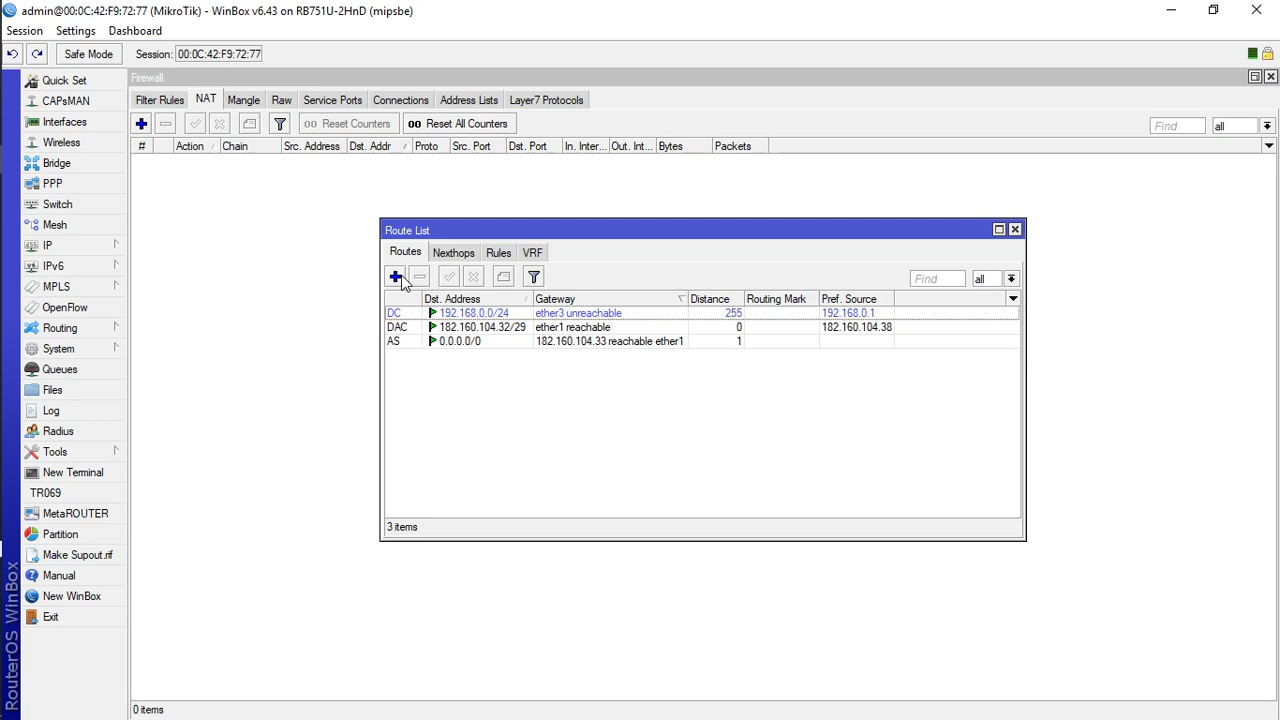 admin@00:0C:42:F9:72:77 (MikroTik) - WinBox v6.43 on RB751U-2HnD (mipsbe)
Session Settings Dashboard
Safe Mode Session: 00:0C:42:F9:72:77
Quick Set
CAPsMAN
Interfaces
Wireless
Bridge
PPP
Switch
Mesh
IP
IPv6
MPLS
OpenFlow
Routing
System
Queues
Files
Log
Radius
Tools
New Terminal
TR069
MetaROUTER
Partition
Make Supout.rif
Manual
New WinBox
Exit
RouterOS WinBox
Firewall
Filter Rules NAT Mangle Raw Service Ports Connections Address Lists Layer7 Protocols
00 Reset Counters 00 Reset All Counters Find all
# Action Chain Src. Address Dst. Addr Proto Src. Port Dst. Port In. Inter... Out. Int... Bytes Packets
Route List
Routes Nexthops Rules VRF
Find all
Dst. Address Gateway Distance Routing Mark Pref. Source
DC 192.168.0.0/24 ether3 unreachable 255 192.168.0.1
DAC 182.160.104.32/29 ether1 reachable 0 182.160.104.38
AS 0.0.0.0/0 182.160.104.33 reachable ether1 1
3 items
0 items